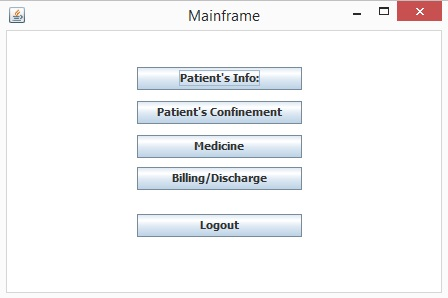 Mainframe
Patient's Info:
Patient's Confinement
Medicine
Billing/Discharge
Logout